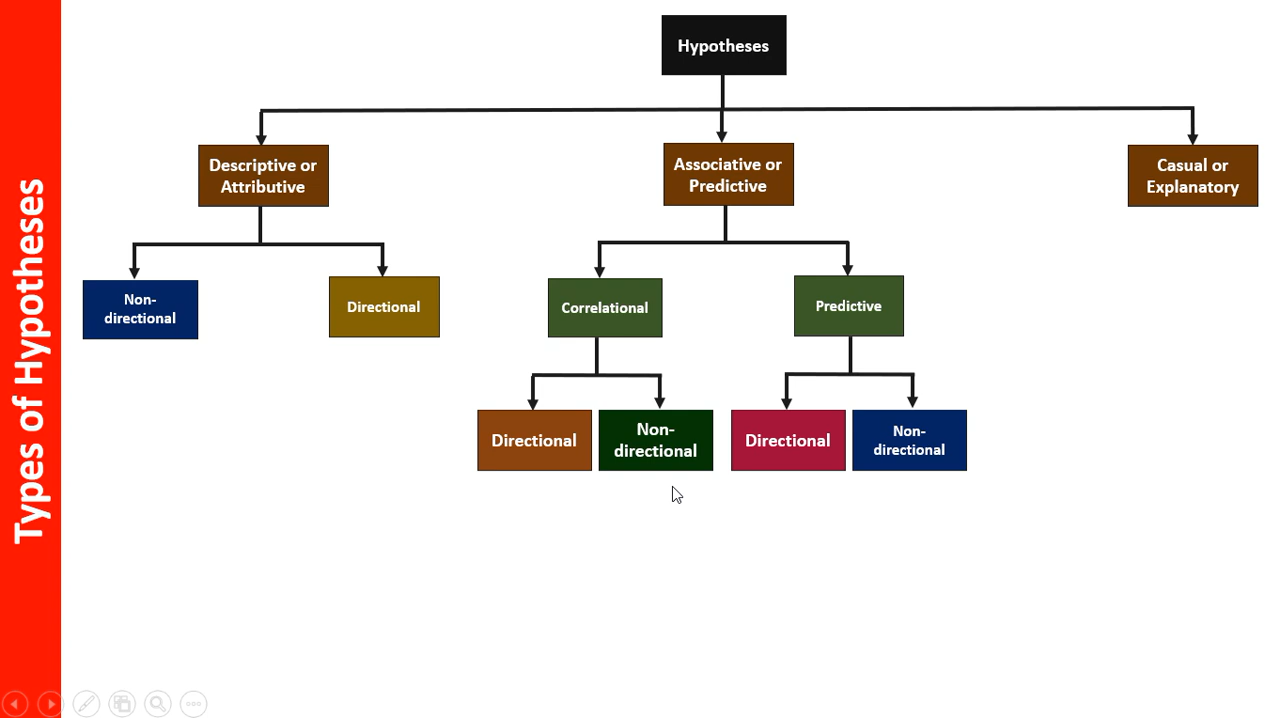 Types of Hypotheses
Hypotheses
Descriptive or
Attributive
Associative or
Predictive
Casual or
Explanatory
Non-
directional
Directional
Correlational
Predictive
Directional
Non-
directional
Directional
Non-
directional